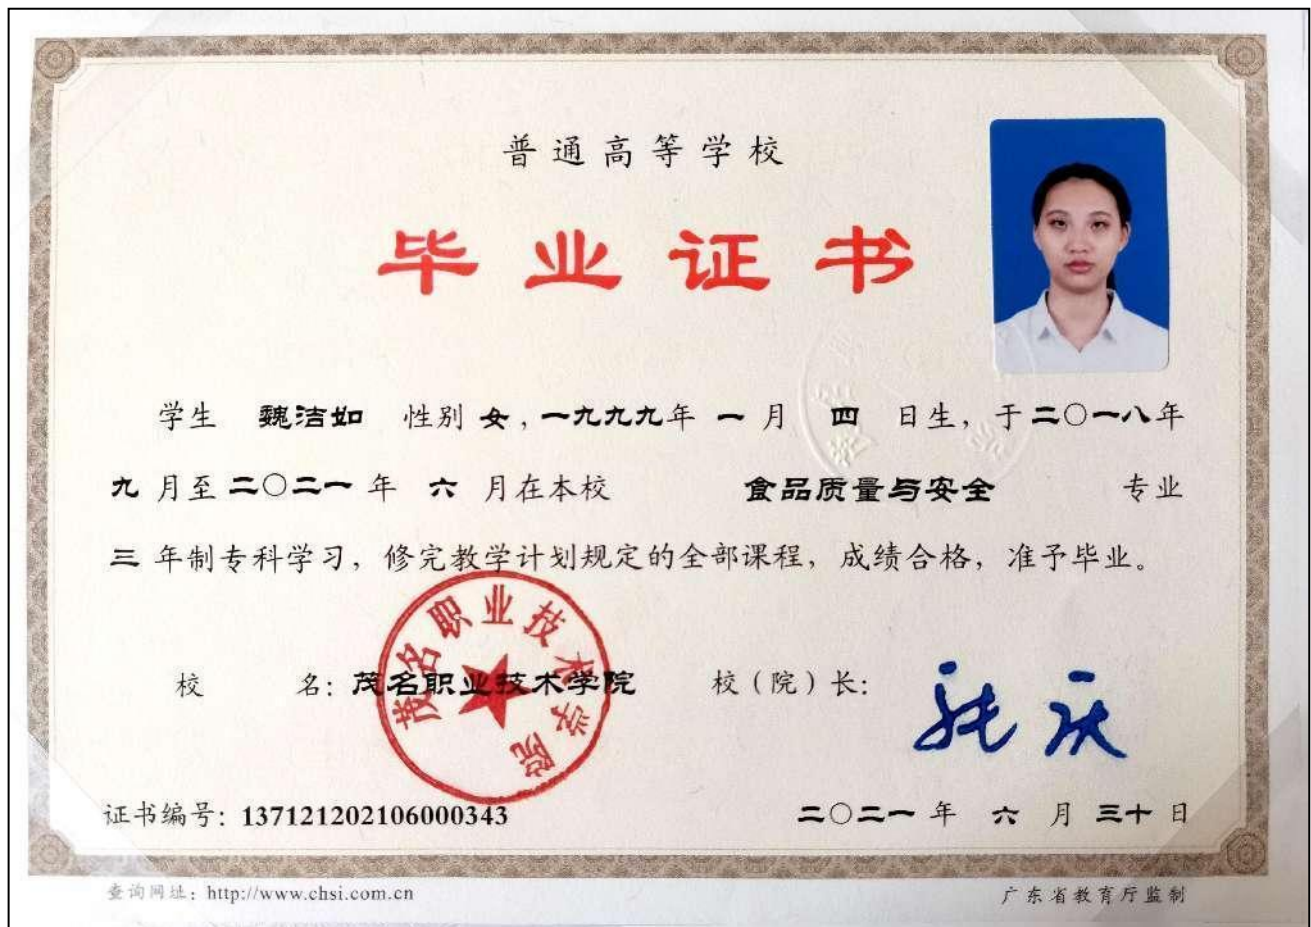 普通高等学校
毕业证书
学生 魏洁如 性别 女，一九九九年 一 月 四 日生，于二〇一八年
九 月至 二〇二一 年 六 月在本校 食品质量与安全 专业
三 年制专科学习，修完教学计划规定的全部课程，成绩合格，准予毕业。
茂名职业技术学院
校 名：茂名职业技术学院 校（院）长：
证书编号：137121202106000343 二〇二一 年 六 月 三十 日
查询网址：http://www.chsi.com.cn 广东省教育厅监制